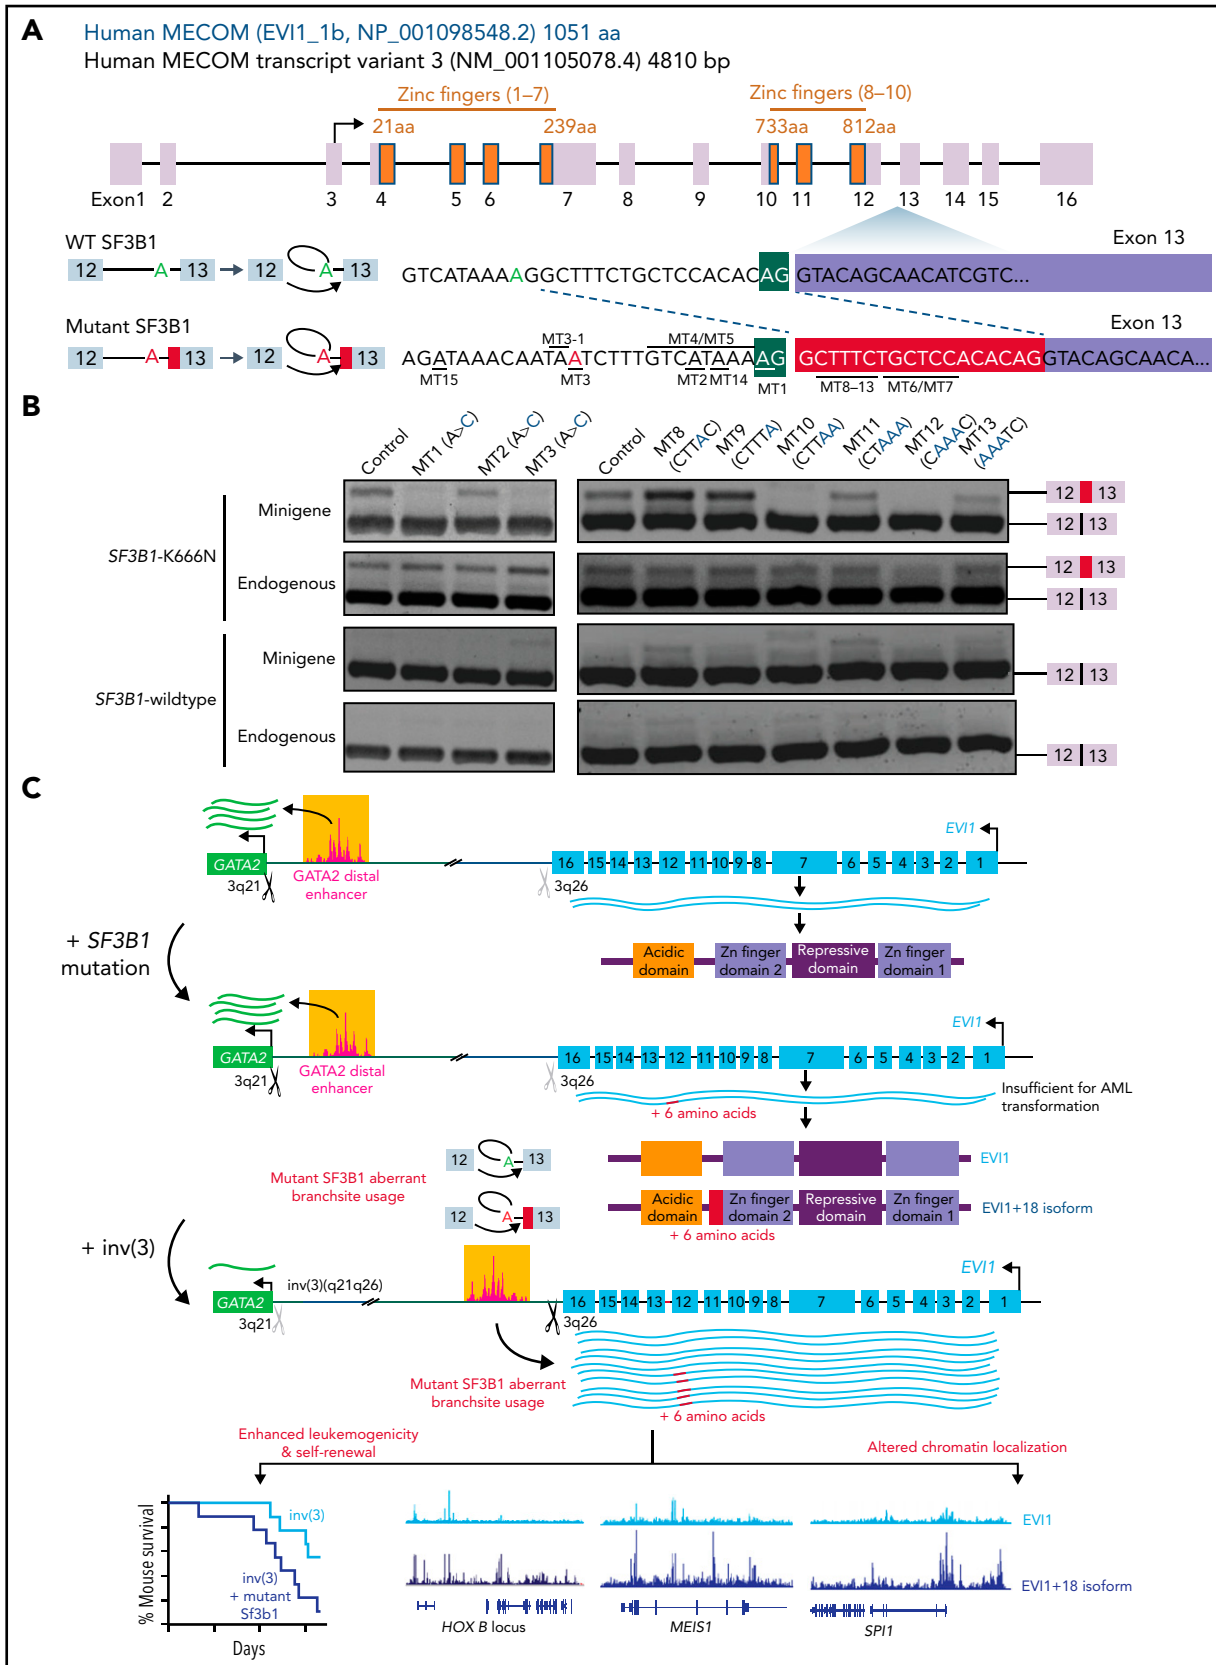 A
Human MECOM (EVI1_1b, NP_001098548.2) 1051 aa
Human MECOM transcript variant 3 (NM_001105078.4) 4810 bp
Zinc fingers (1–7)
Zinc fingers (8–10)
21aa 239aa 733aa 812aa
Exon1 2 3 4 5 6 7 8 9 10 11 12 13 14 15 16
WT SF3B1
12 A 13 12 A 13
Exon 13
GTCATAAAAGGCTTTCTGCTCCACACAG GTACAGCAACATCGTC...
Mutant SF3B1
12 A 13 12 A 13
Exon 13
MT3-1 MT4/MT5
AGATAAACAATAATCTTTGTCATAAAAG GCTTTCTGCTCCACACAGGTACAGCAACA...
MT15 MT3 MT2 MT14 MT1 MT8–13 MT6/MT7
B
Control MT1 (A>C) MT2 (A>C) MT3 (A>C)
Control MT8 (CTTAC) MT9 (CTTTA) MT10 (CTTAA) MT11 (CTAAA) MT12 (CAAAC) MT13 (AAATC)
SF3B1-K666N
Minigene
12 13
12 13
Endogenous
12 13
12 13
SF3B1-wildtype
Minigene
12 13
Endogenous
12 13
C
GATA2
3q21
GATA2 distal
enhancer
EVI1
16 15 14 13 12 11 10 9 8 7 6 5 4 3 2 1
3q26
Acidic
domain
Zn finger
domain 2
Repressive
domain
Zn finger
domain 1
+ SF3B1
mutation
GATA2
3q21
GATA2 distal
enhancer
EVI1
16 15 14 13 12 11 10 9 8 7 6 5 4 3 2 1
3q26
Insufficient for AML
transformation
+ 6 amino acids
12 A 13
Mutant SF3B1 aberrant
branchsite usage
12 A 13
EVI1
Acidic
domain
Zn finger
domain 2
Repressive
domain
Zn finger
domain 1
EVI1+18 isoform
+ 6 amino acids
+ inv(3)
GATA2
3q21
inv(3)(q21q26)
EVI1
16 15 14 13 12 11 10 9 8 7 6 5 4 3 2 1
3q26
Mutant SF3B1 aberrant
branchsite usage
+ 6 amino acids
Enhanced leukemogenicity
& self-renewal
Altered chromatin localization
% Mouse survival
inv(3)
inv(3)
+ mutant
Sf3b1
Days
EVI1
EVI1+18 isoform
HOX B locus
MEIS1
SPI1